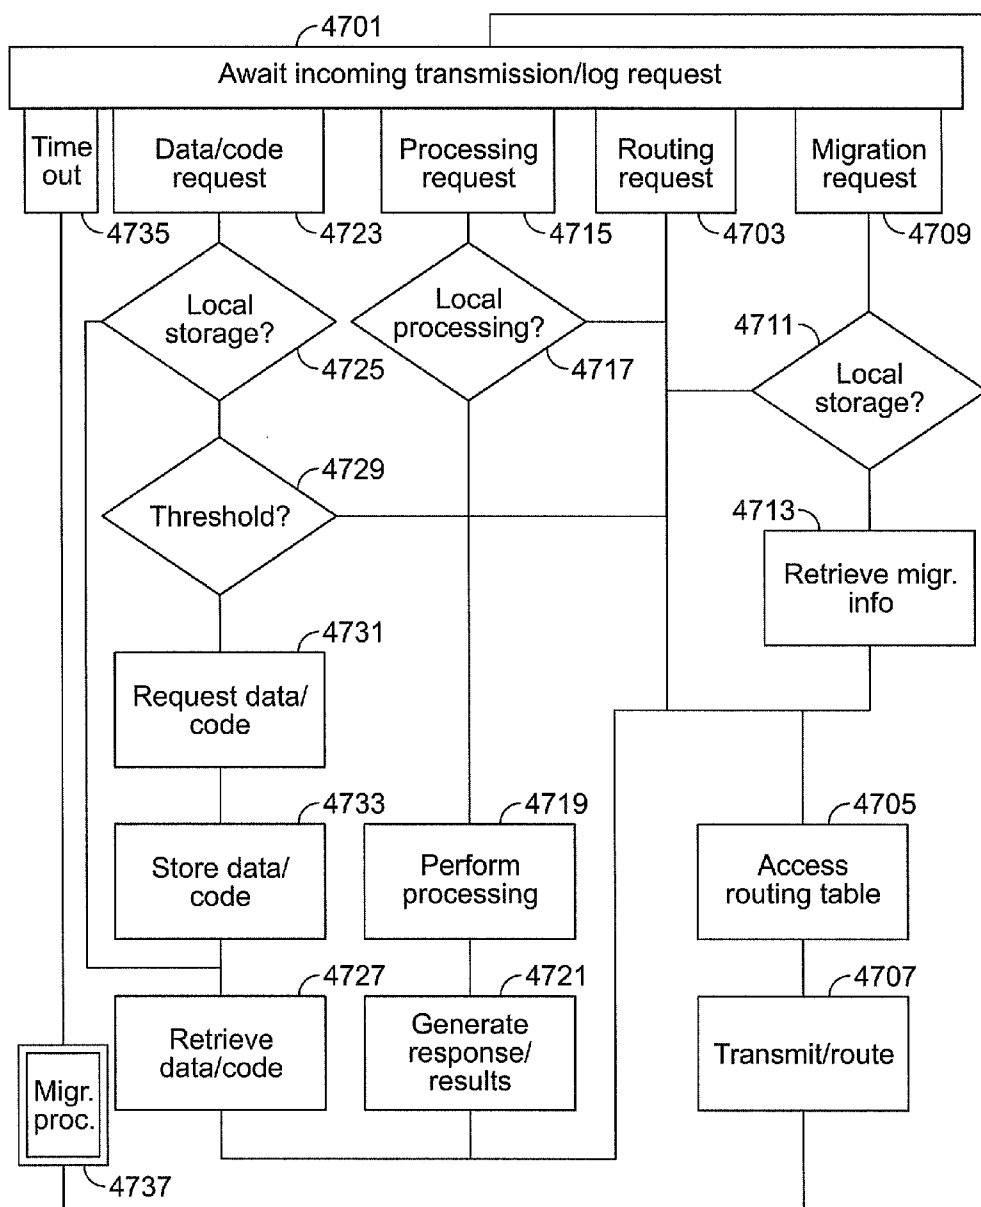 4701
Await incoming transmission/log request
Time
out
Data/code
request
Processing
request
Routing
request
Migration
request
4735
4723
4715
4703
4709
Local
storage?
4725
Local
processing?
4717
4711
Local
storage?
4729
Threshold?
4713
Retrieve migr.
info
4731
Request data/
code
4733
Store data/
code
4719
Perform
processing
4705
Access
routing table
4727
Retrieve
data/code
4721
Generate
response/
results
4707
Transmit/route
Migr.
proc.
4737